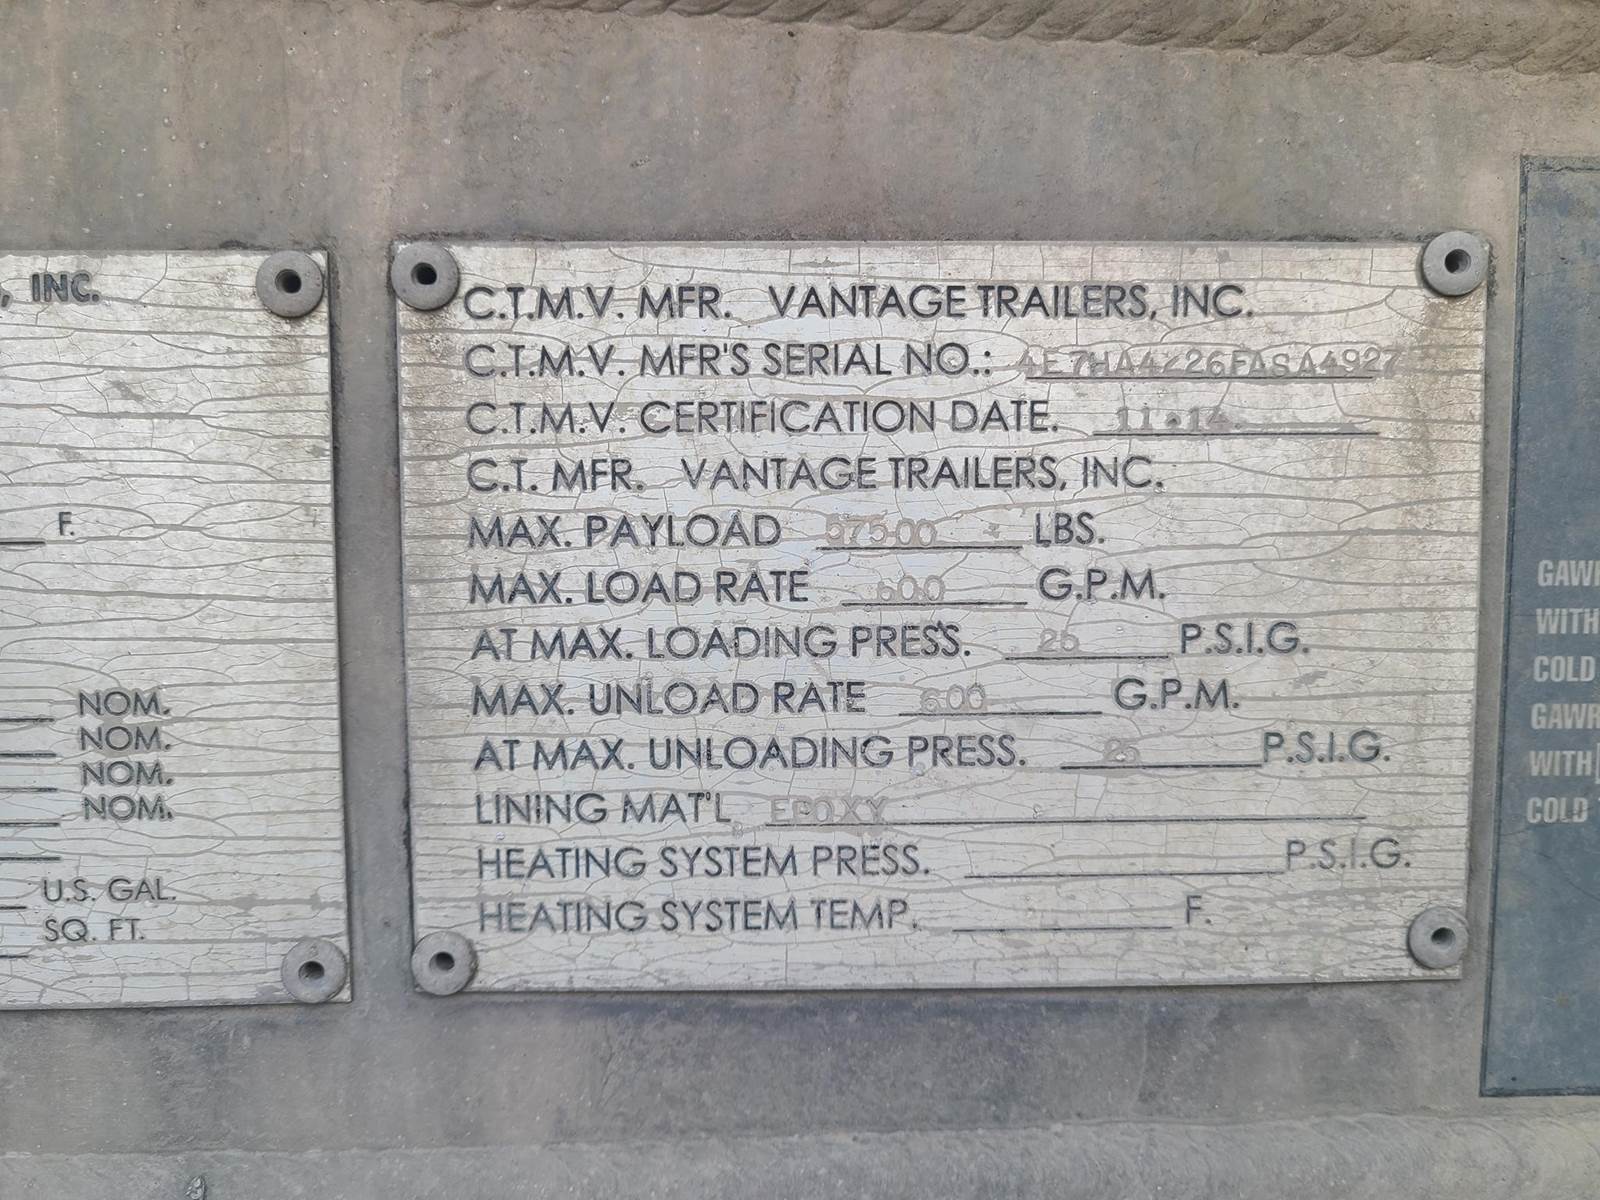 , INC.
F.
NOM.
NOM.
NOM.
NOM.
U.S. GAL.
SQ. FT.
C.T.M.V. MFR. VANTAGE TRAILERS, INC.
C.T.M.V. MFR'S SERIAL NO.:
C.T.M.V. CERTIFICATION DATE. 11-14
C.T. MFR. VANTAGE TRAILERS, INC.
MAX. PAYLOAD 57500 LBS.
MAX. LOAD RATE 600 G.P.M.
AT MAX. LOADING PRESS. 25 P.S.I.G.
MAX. UNLOAD RATE 600 G.P.M.
AT MAX. UNLOADING PRESS. 25 P.S.I.G.
LINING MAT'L EPOXY
HEATING SYSTEM PRESS. P.S.I.G.
HEATING SYSTEM TEMP. F.
GAWR
WITH
COLD
GAWR
WITH
COLD